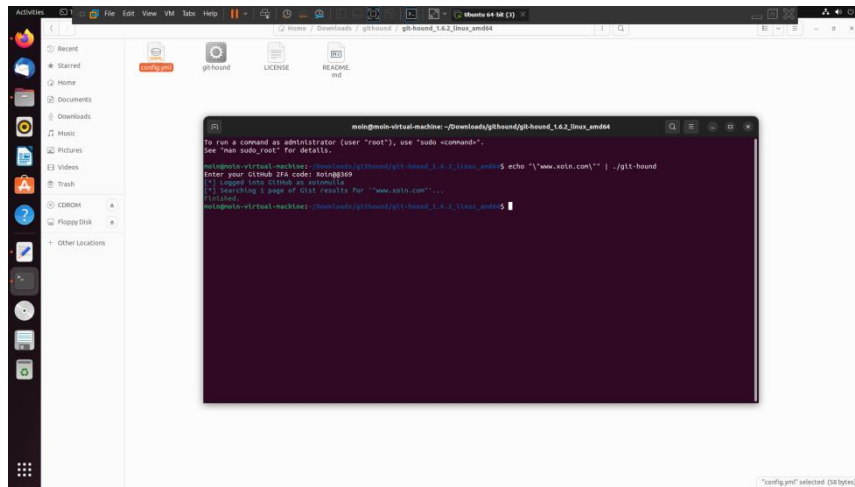 Activities
File Edit View VM Tabs Help
Ubuntu 64-bit (3)
Home / Downloads / githound / git-hound_1.6.2_linux_amd64
Recent
Starred
Home
Documents
Downloads
Music
Pictures
Videos
Trash
CDROM
Floppy Disk
+ Other Locations
config.yml
git-hound
LICENSE
README.
md
moin@moin-virtual-machine: ~/Downloads/githound/git-hound_1.6.2_linux_amd64
To run a command as administrator (user "root"), use "sudo <command>".
See "man sudo_root" for details.
moin@moin-virtual-machine:~/Downloads/githound/git-hound_1.6.2_linux_amd64$ echo "\"www.xoin.com\"" | ./git-hound
Enter your GitHub 2FA code: Xoin@@369
[*] Logged into GitHub as xoinmulla
[*] Searching 1 page of Gist results for '"www.xoin.com"'...
Finished.
moin@moin-virtual-machine:~/Downloads/githound/git-hound_1.6.2_linux_amd64$
"config.yml" selected (58 bytes)